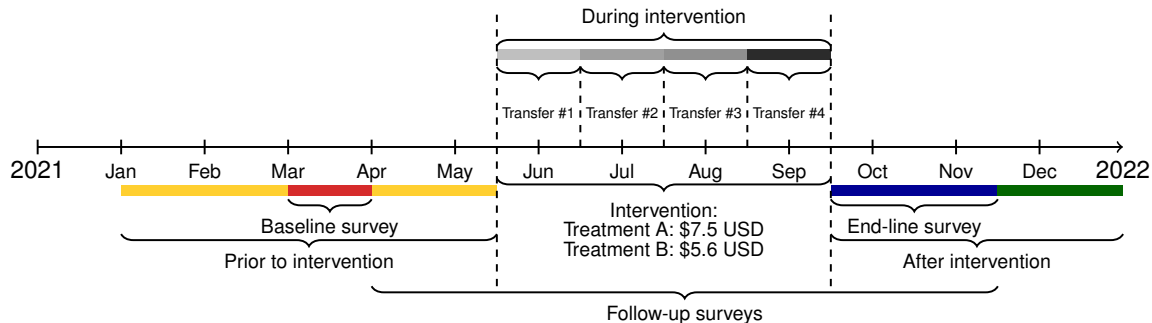 During intervention
Transfer #1 Transfer #2 Transfer #3 Transfer #4
2021 Jan Feb Mar Apr May Jun Jul Aug Sep Oct Nov Dec 2022
Intervention:
Baseline survey Treatment A: $7.5 USD End-line survey
Treatment B: $5.6 USD
Prior to intervention After intervention
Follow-up surveys